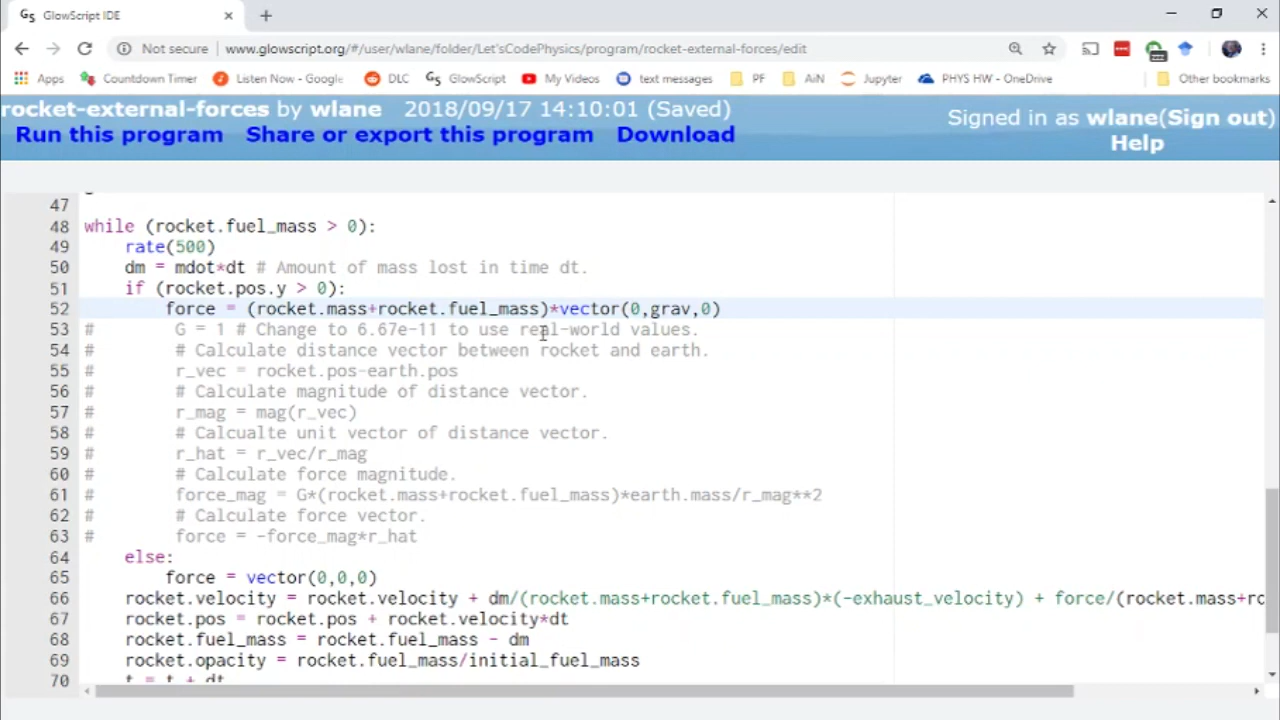 GlowScript IDE
Not secure | www.glowscript.org/#/user/wlane/folder/Let'sCodePhysics/program/rocket-external-forces/edit
Apps Countdown Timer Listen Now - Google DLC GlowScript My Videos text messages PF AiN Jupyter PHYS HW - OneDrive Other bookmarks
rocket-external-forces by wlane 2018/09/17 14:10:01 (Saved)
Signed in as wlane(Sign out)
Run this program Share or export this program Download
Help
47
48 while (rocket.fuel_mass > 0):
49 rate(500)
50 dm = mdot*dt # Amount of mass lost in time dt.
51 if (rocket.pos.y > 0):
52 force = (rocket.mass+rocket.fuel_mass)*vector(0,grav,0)
53 # G = 1 # Change to 6.67e-11 to use real-world values.
54 # # Calculate distance vector between rocket and earth.
55 # r_vec = rocket.pos-earth.pos
56 # # Calculate magnitude of distance vector.
57 # r_mag = mag(r_vec)
58 # # Calcualte unit vector of distance vector.
59 # r_hat = r_vec/r_mag
60 # # Calculate force magnitude.
61 # force_mag = G*(rocket.mass+rocket.fuel_mass)*earth.mass/r_mag**2
62 # # Calculate force vector.
63 # force = -force_mag*r_hat
64 else:
65 force = vector(0,0,0)
66 rocket.velocity = rocket.velocity + dm/(rocket.mass+rocket.fuel_mass)*(-exhaust_velocity) + force/(rocket.mass+ro
67 rocket.pos = rocket.pos + rocket.velocity*dt
68 rocket.fuel_mass = rocket.fuel_mass - dm
69 rocket.opacity = rocket.fuel_mass/initial_fuel_mass
70 t = t + dt